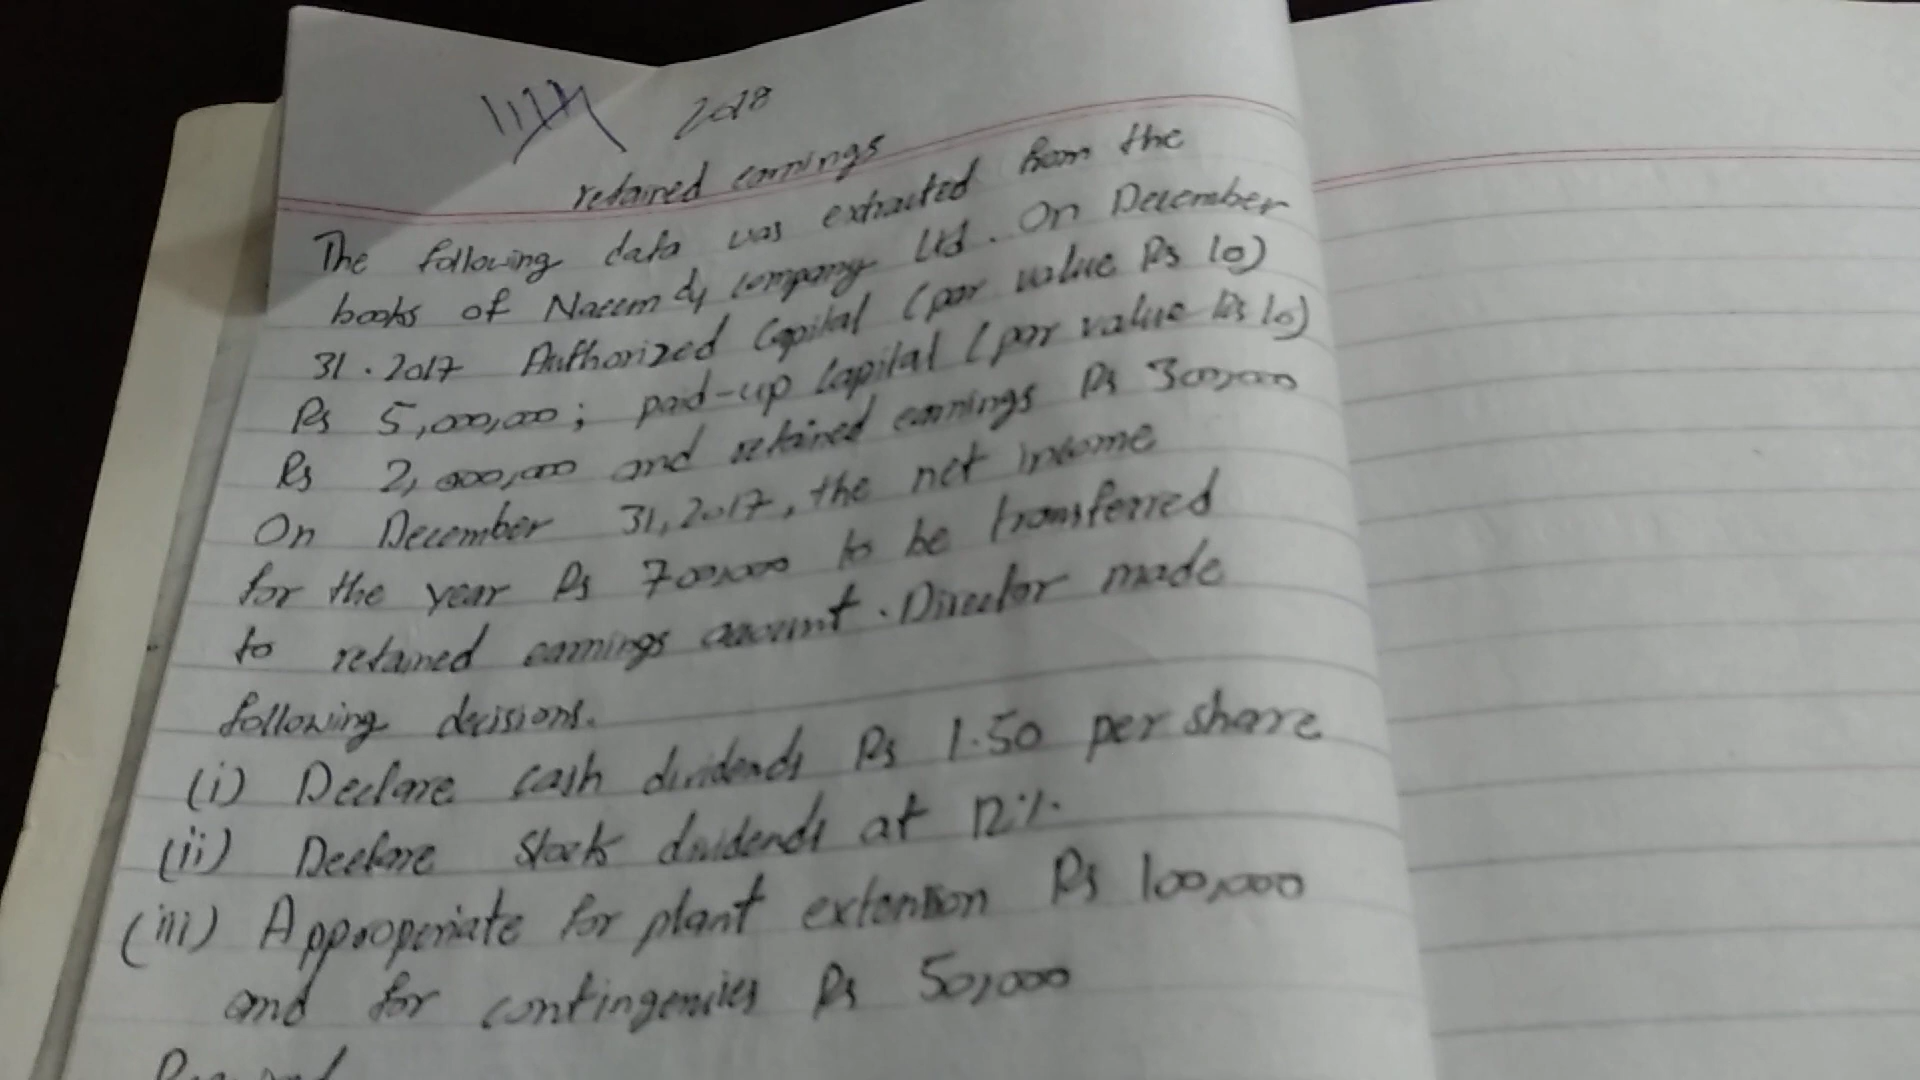 2018
retained earnings
The following data was extracted from the
books of Naeem dy company Ltd. On December
31.2017 Authorized Capital (par value Rs 10)
Rs 5,000,000; paid-up Capital (par value Rs 10)
Rs 2,000,000 and retained earnings Rs 300,000
On December 31,2017, the net income
for the year Rs 700,000 to be transferred
to retained earnings account. Director made
following decisions.
(i) Declare cash dividends Rs 1.50 per share
(ii) Declare stock dividends at 12%.
(iii) Appropriate for plant extention Rs 100,000
and for contingencies Rs 50,000